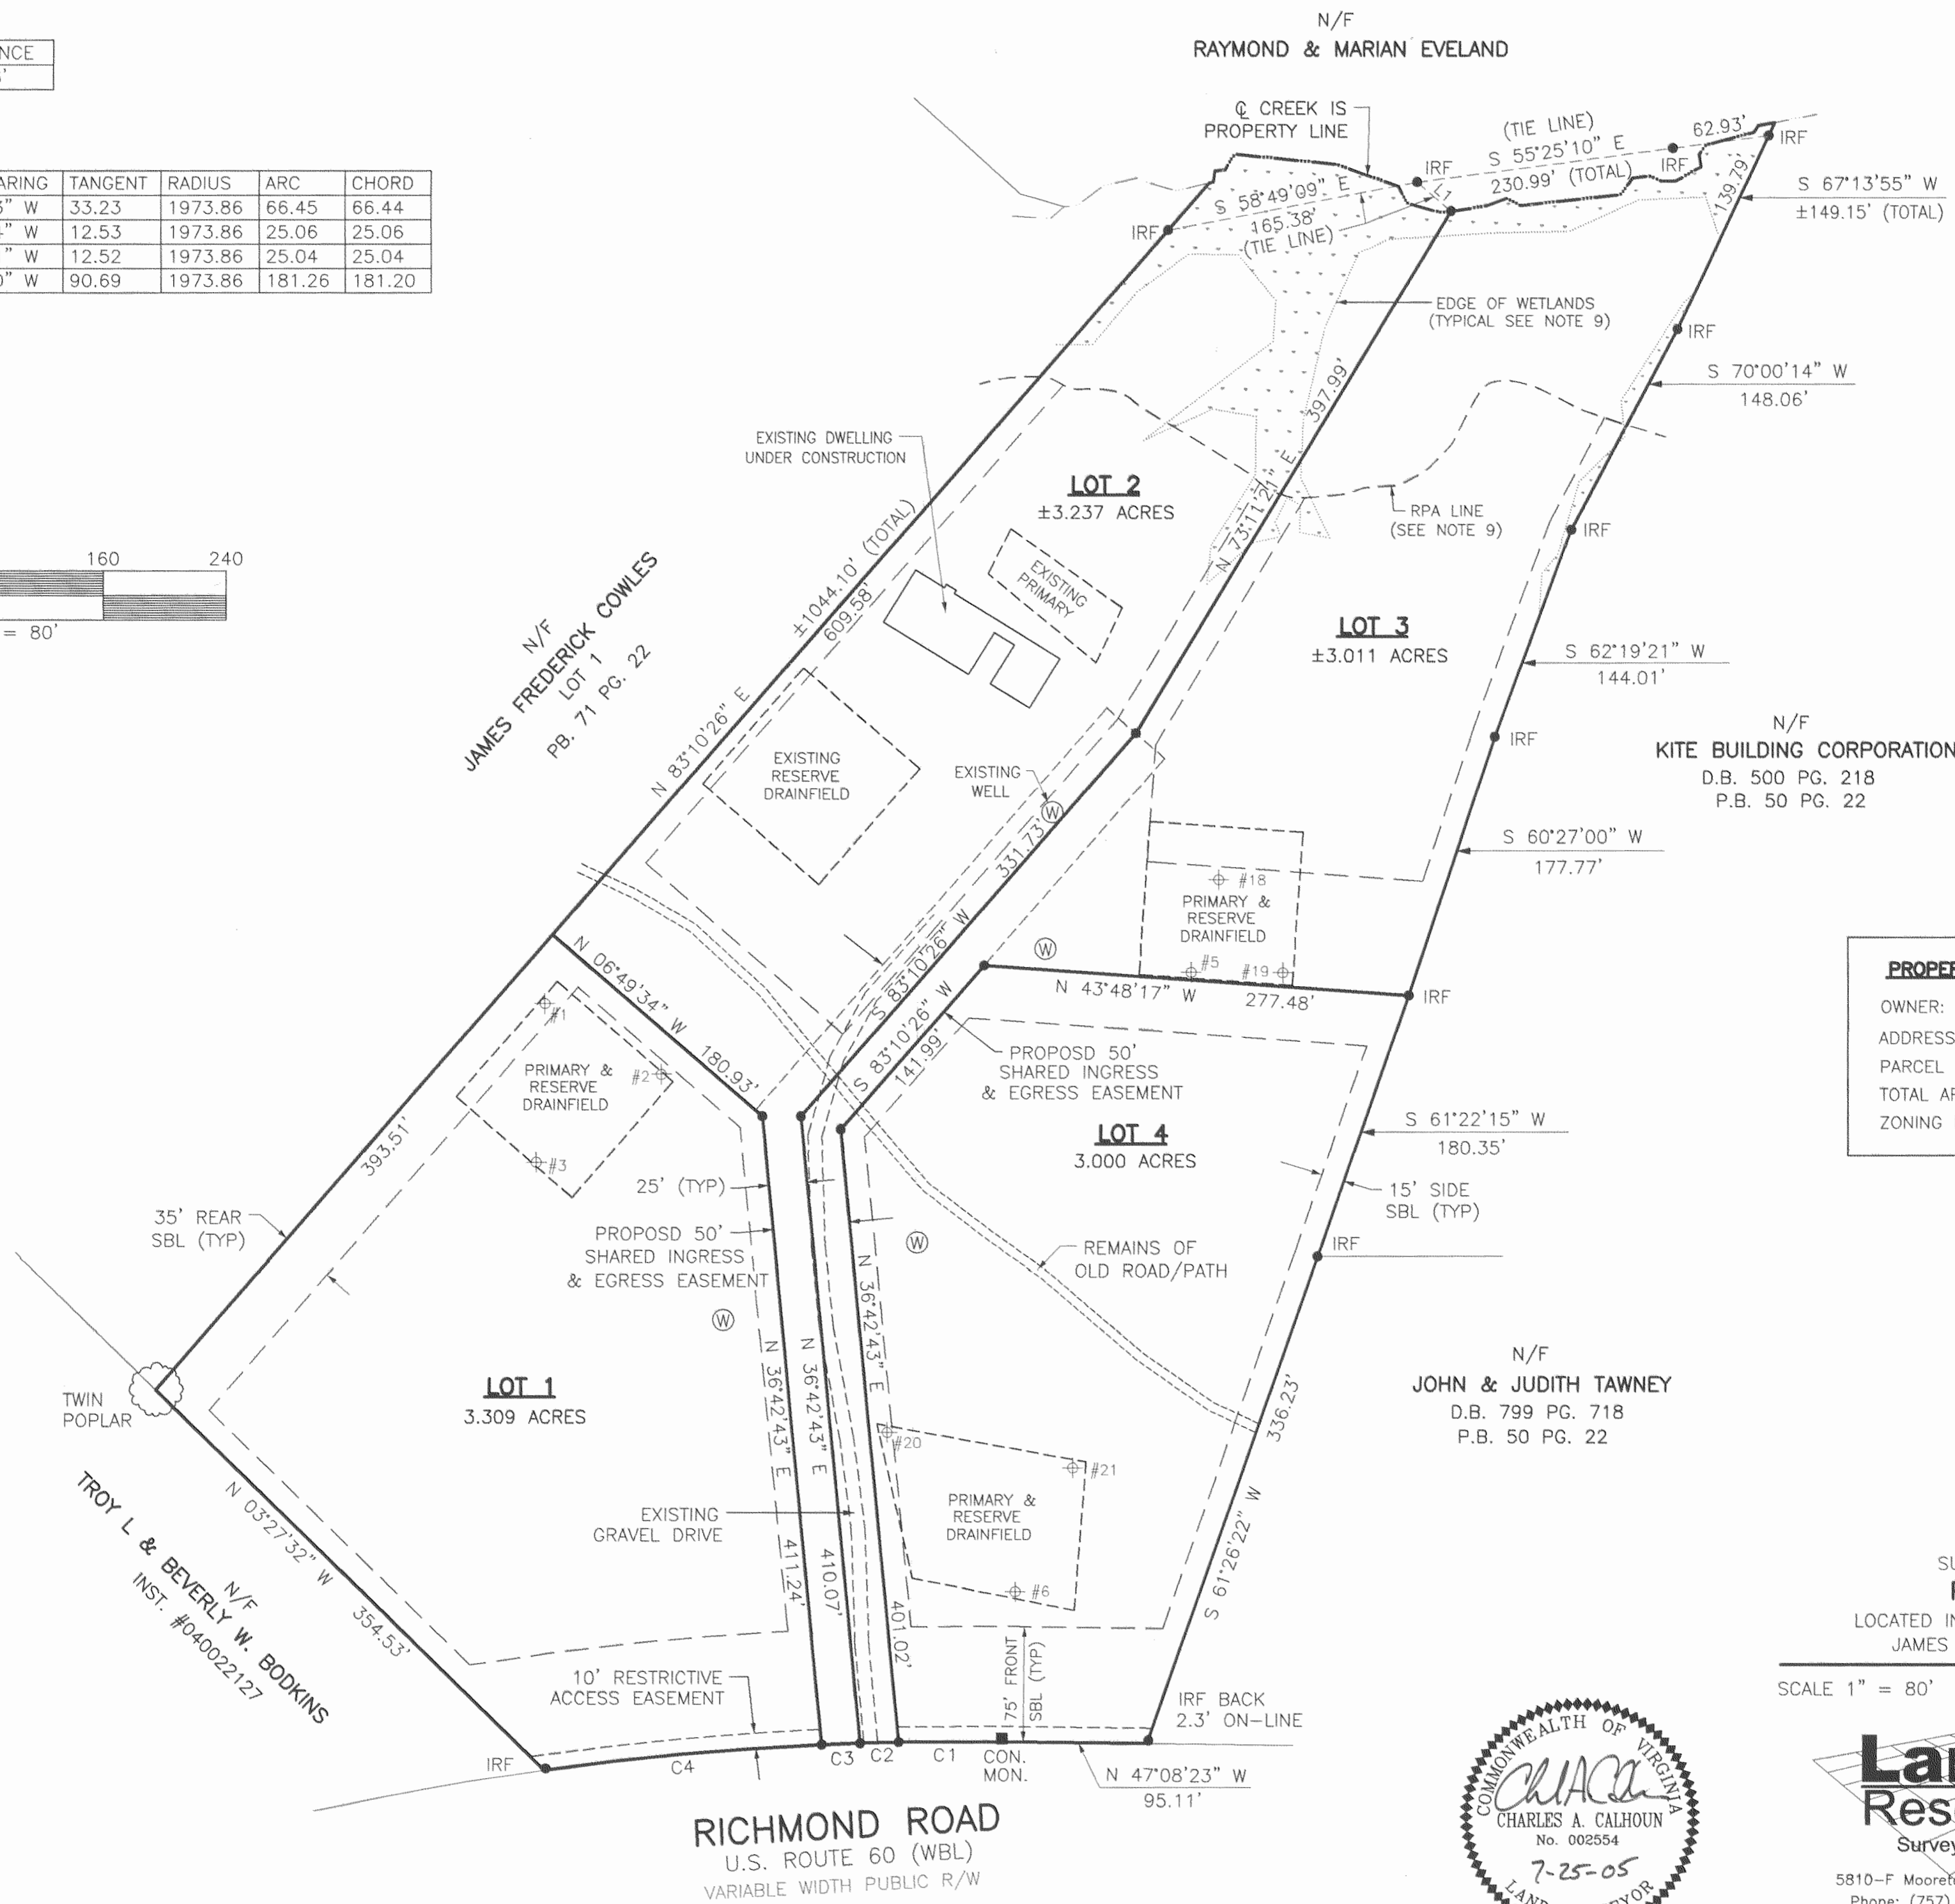 N/F
RAYMOND & MARIAN EVELAND
NCE
ARING TANGENT RADIUS ARC CHORD
" W 33.23 1973.86 66.45 66.44
" W 12.53 1973.86 25.06 25.06
" W 12.52 1973.86 25.04 25.04
" W 90.69 1973.86 181.26 181.20
℄ CREEK IS
PROPERTY LINE
(TIE LINE)
S 55°25'10" E
230.99' (TOTAL)
62.93'
IRF
IRF
IRF
L1
139.79'
S 67°13'55" W
±149.15' (TOTAL)
S 58°49'09" E
165.38'
(TIE LINE)
IRF
EDGE OF WETLANDS
(TYPICAL SEE NOTE 9)
IRF
S 70°00'14" W
148.06'
397.99'
N 73°11'21" E
EXISTING DWELLING
UNDER CONSTRUCTION
LOT 2
±3.237 ACRES
RPA LINE
(SEE NOTE 9)
IRF
160 240
= 80'
±1044.10' (TOTAL)
609.58'
N 83°10'26" E
N/F
JAMES FREDERICK COWLES
LOT 1
PB. 71 PG. 22
EXISTING
PRIMARY
LOT 3
±3.011 ACRES
S 62°19'21" W
144.01'
IRF
N/F
KITE BUILDING CORPORATION
D.B. 500 PG. 218
P.B. 50 PG. 22
EXISTING
RESERVE
DRAINFIELD
EXISTING
WELL
W
331.73'
S 83°10'26" W
S 60°27'00" W
177.77'
#18
PRIMARY &
RESERVE
DRAINFIELD
#5 #19
W
N 43°48'17" W 277.48'
IRF
PROPER
OWNER:
ADDRESS
PARCEL
TOTAL AR
ZONING
N 06°49'34" W 180.93'
S 83°10'26" W
141.99'
PROPOSD 50'
SHARED INGRESS
& EGRESS EASEMENT
#1
PRIMARY &
RESERVE
DRAINFIELD
#2
#3
393.51'
LOT 4
3.000 ACRES
S 61°22'15" W
180.35'
15' SIDE
SBL (TYP)
IRF
25' (TYP)
35' REAR
SBL (TYP)
PROPOSD 50'
SHARED INGRESS
& EGRESS EASEMENT
W
W
REMAINS OF
OLD ROAD/PATH
N 36°42'43" E
411.24'
N 36°42'43" E
410.07'
N 36°42'43" E
401.02'
TWIN
POPLAR
LOT 1
3.309 ACRES
336.23'
S 61°26'22" W
N/F
JOHN & JUDITH TAWNEY
D.B. 799 PG. 718
P.B. 50 PG. 22
#20
#21
PRIMARY &
RESERVE
DRAINFIELD
#6
N 03°27'32" W 354.53'
N/F
TROY L & BEVERLY W. BODKINS
INST. #040022127
EXISTING
GRAVEL DRIVE
10' RESTRICTIVE
ACCESS EASEMENT
75' FRONT
SBL (TYP)
IRF BACK
2.3' ON-LINE
IRF
C4 C3 C2 C1
CON.
MON.
N 47°08'23" W
95.11'
RICHMOND ROAD
U.S. ROUTE 60 (WBL)
VARIABLE WIDTH PUBLIC R/W
COMMONWEALTH OF VIRGINIA
CHARLES A. CALHOUN
No. 002554
7-25-05
LOCATED IN
JAMES
SCALE 1" = 80'
Lan
Res
Survey
5810-F Mooret
Phone: (757)